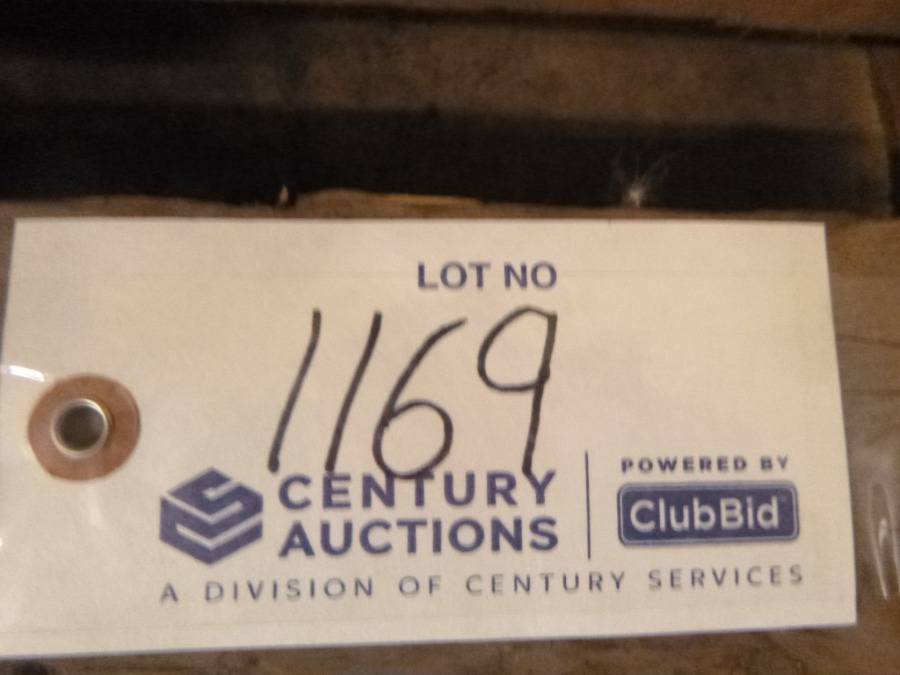 LOT NO
1169
CENTURY
AUCTIONS
POWERED BY
ClubBid
A DIVISION OF CENTURY SERVICES